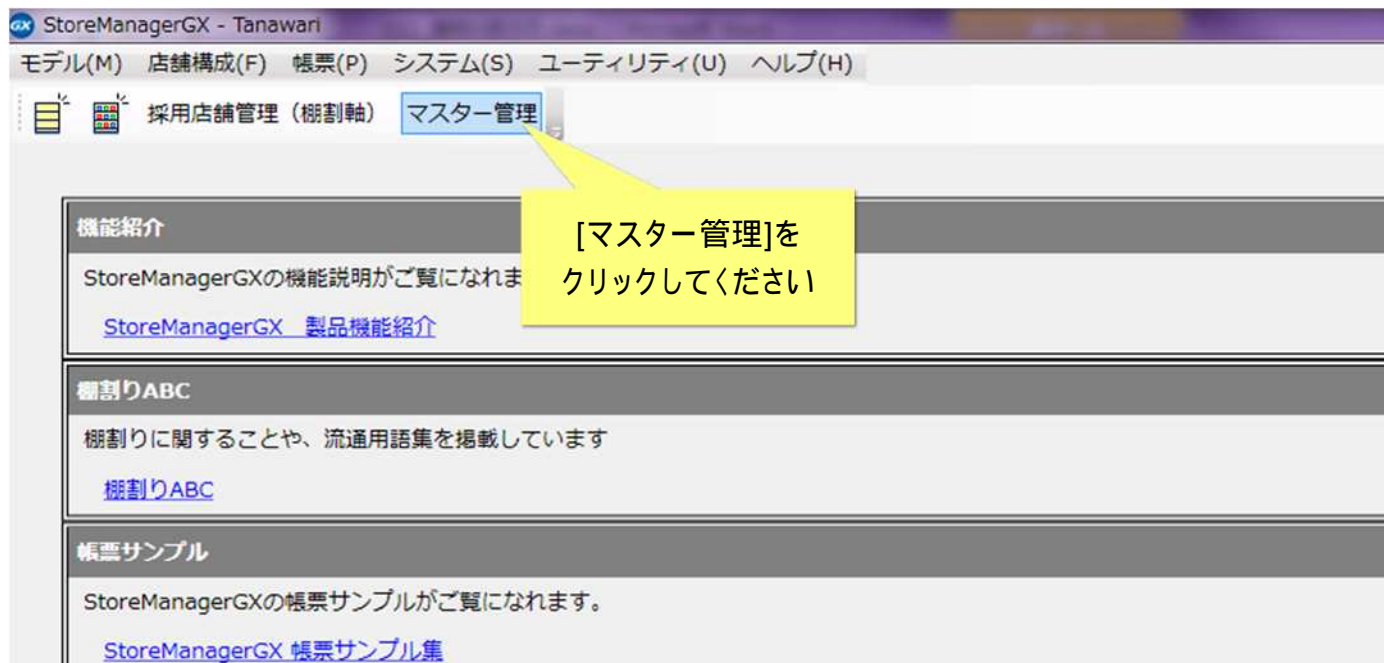 StoreManagerGX - Tanawari
モデル(M) 店舗構成(F) 帳票(P) システム(S) ユーティリティ(U) ヘルプ(H)
採用店舗管理（棚割軸） マスター管理
[マスター管理]を
クリックしてください
機能紹介
StoreManagerGXの機能説明がご覧になれま
StoreManagerGX　製品機能紹介
棚割りABC
棚割りに関することや、流通用語集を掲載しています
棚割りABC
帳票サンプル
StoreManagerGXの帳票サンプルがご覧になれます。
StoreManagerGX 帳票サンプル集